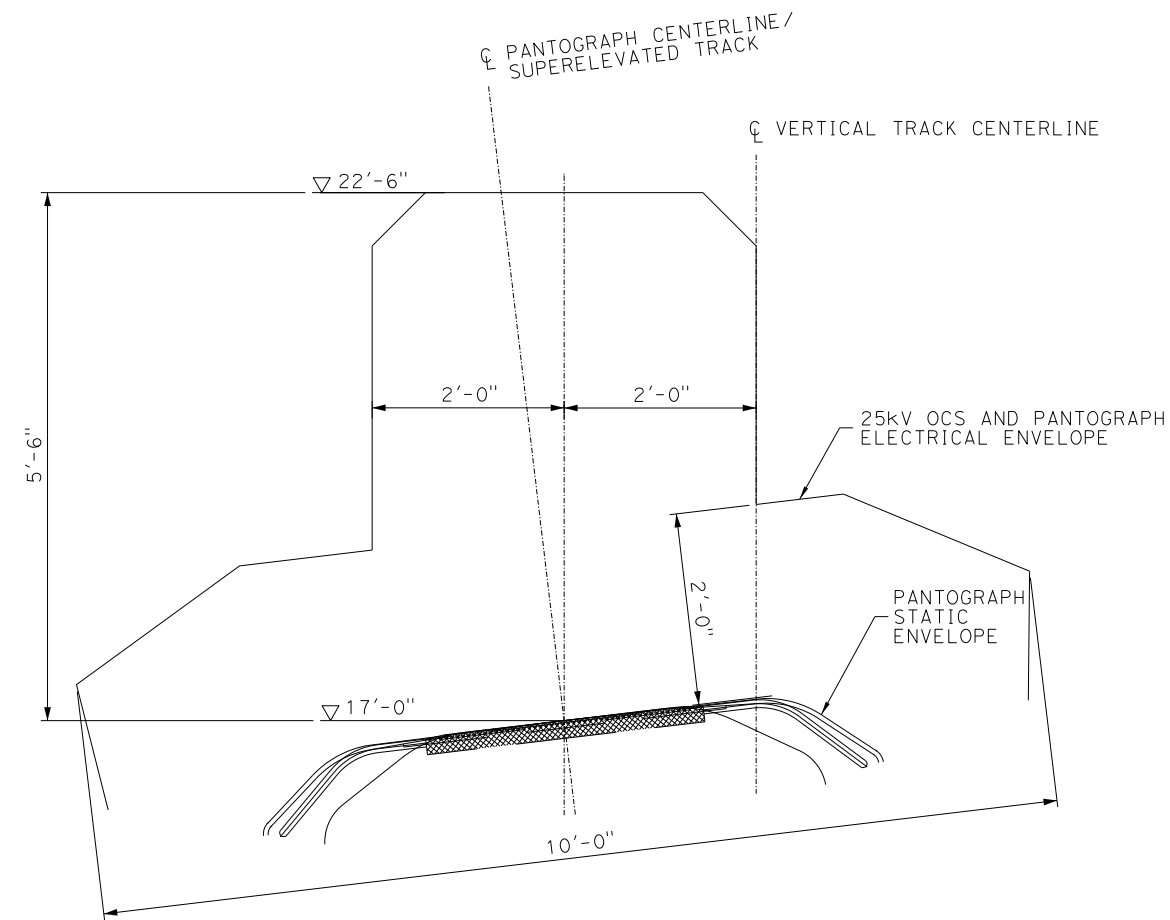 ℄ PANTOGRAPH CENTERLINE/
SUPERELEVATED TRACK
℄ VERTICAL TRACK CENTERLINE
22'-6"
2'-0"
2'-0"
5'-6"
25kV OCS AND PANTOGRAPH
ELECTRICAL ENVELOPE
2'-0"
PANTOGRAPH
STATIC
ENVELOPE
17'-0"
10'-0"